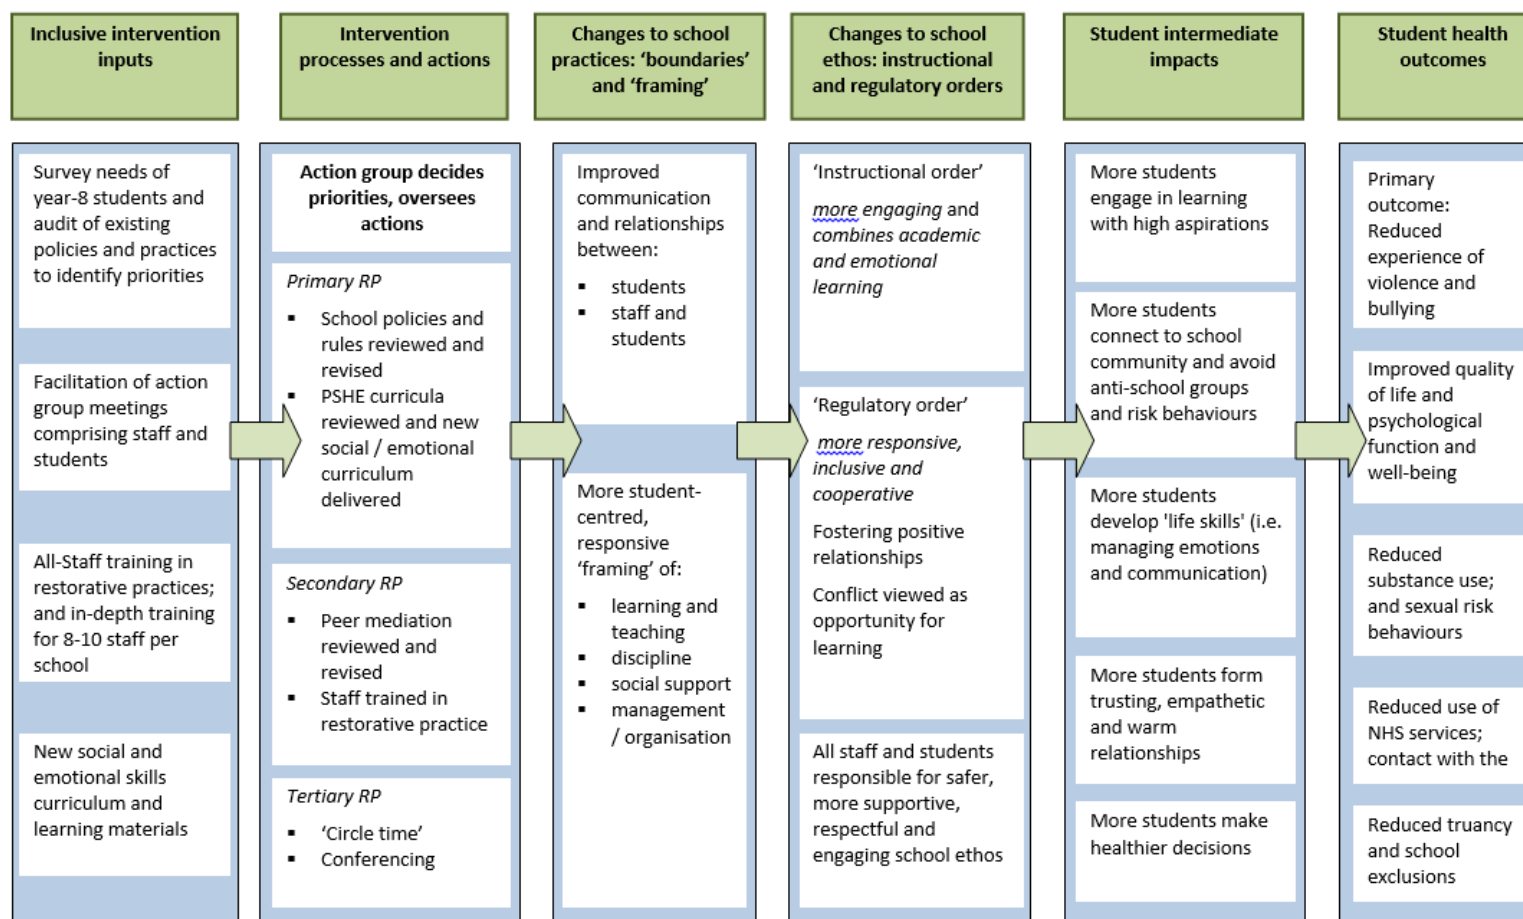 Inclusive intervention
inputs
Intervention
processes and actions
Changes to school
practices: ‘boundaries’
and ‘framing’
Changes to school
ethos: instructional
and regulatory orders
Student intermediate
impacts
Student health
outcomes
Survey needs of
year-8 students and
audit of existing
policies and practices
to identify priorities
Facilitation of action
group meetings
comprising staff and
students
All-Staff training in
restorative practices;
and in-depth training
for 8-10 staff per
school
New social and
emotional skills
curriculum and
learning materials
Action group decides
priorities, oversees
actions
Primary RP
▪ School policies and
rules reviewed and
revised
▪ PSHE curricula
reviewed and new
social / emotional
curriculum
delivered
Secondary RP
▪ Peer mediation
reviewed and
revised
▪ Staff trained in
restorative practice
Tertiary RP
▪ ‘Circle time’
▪ Conferencing
Improved
communication
and relationships
between:
▪ students
▪ staff and
students
More student-
centred,
responsive
‘framing’ of:
▪ learning and
teaching
▪ discipline
▪ social support
▪ management
/ organisation
‘Instructional order’
more engaging and
combines academic
and emotional
learning
‘Regulatory order’
more responsive,
inclusive and
cooperative
Fostering positive
relationships
Conflict viewed as
opportunity for
learning
All staff and students
responsible for safer,
more supportive,
respectful and
engaging school ethos
More students
engage in learning
with high aspirations
More students
connect to school
community and avoid
anti-school groups
and risk behaviours
More students
develop 'life skills' (i.e.
managing emotions
and communication)
More students form
trusting, empathetic
and warm
relationships
More students make
healthier decisions
Primary
outcome:
Reduced
experience of
violence and
bullying
Improved quality
of life and
psychological
function and
well-being
Reduced
substance use;
and sexual risk
behaviours
Reduced use of
NHS services;
contact with the
Reduced truancy
and school
exclusions